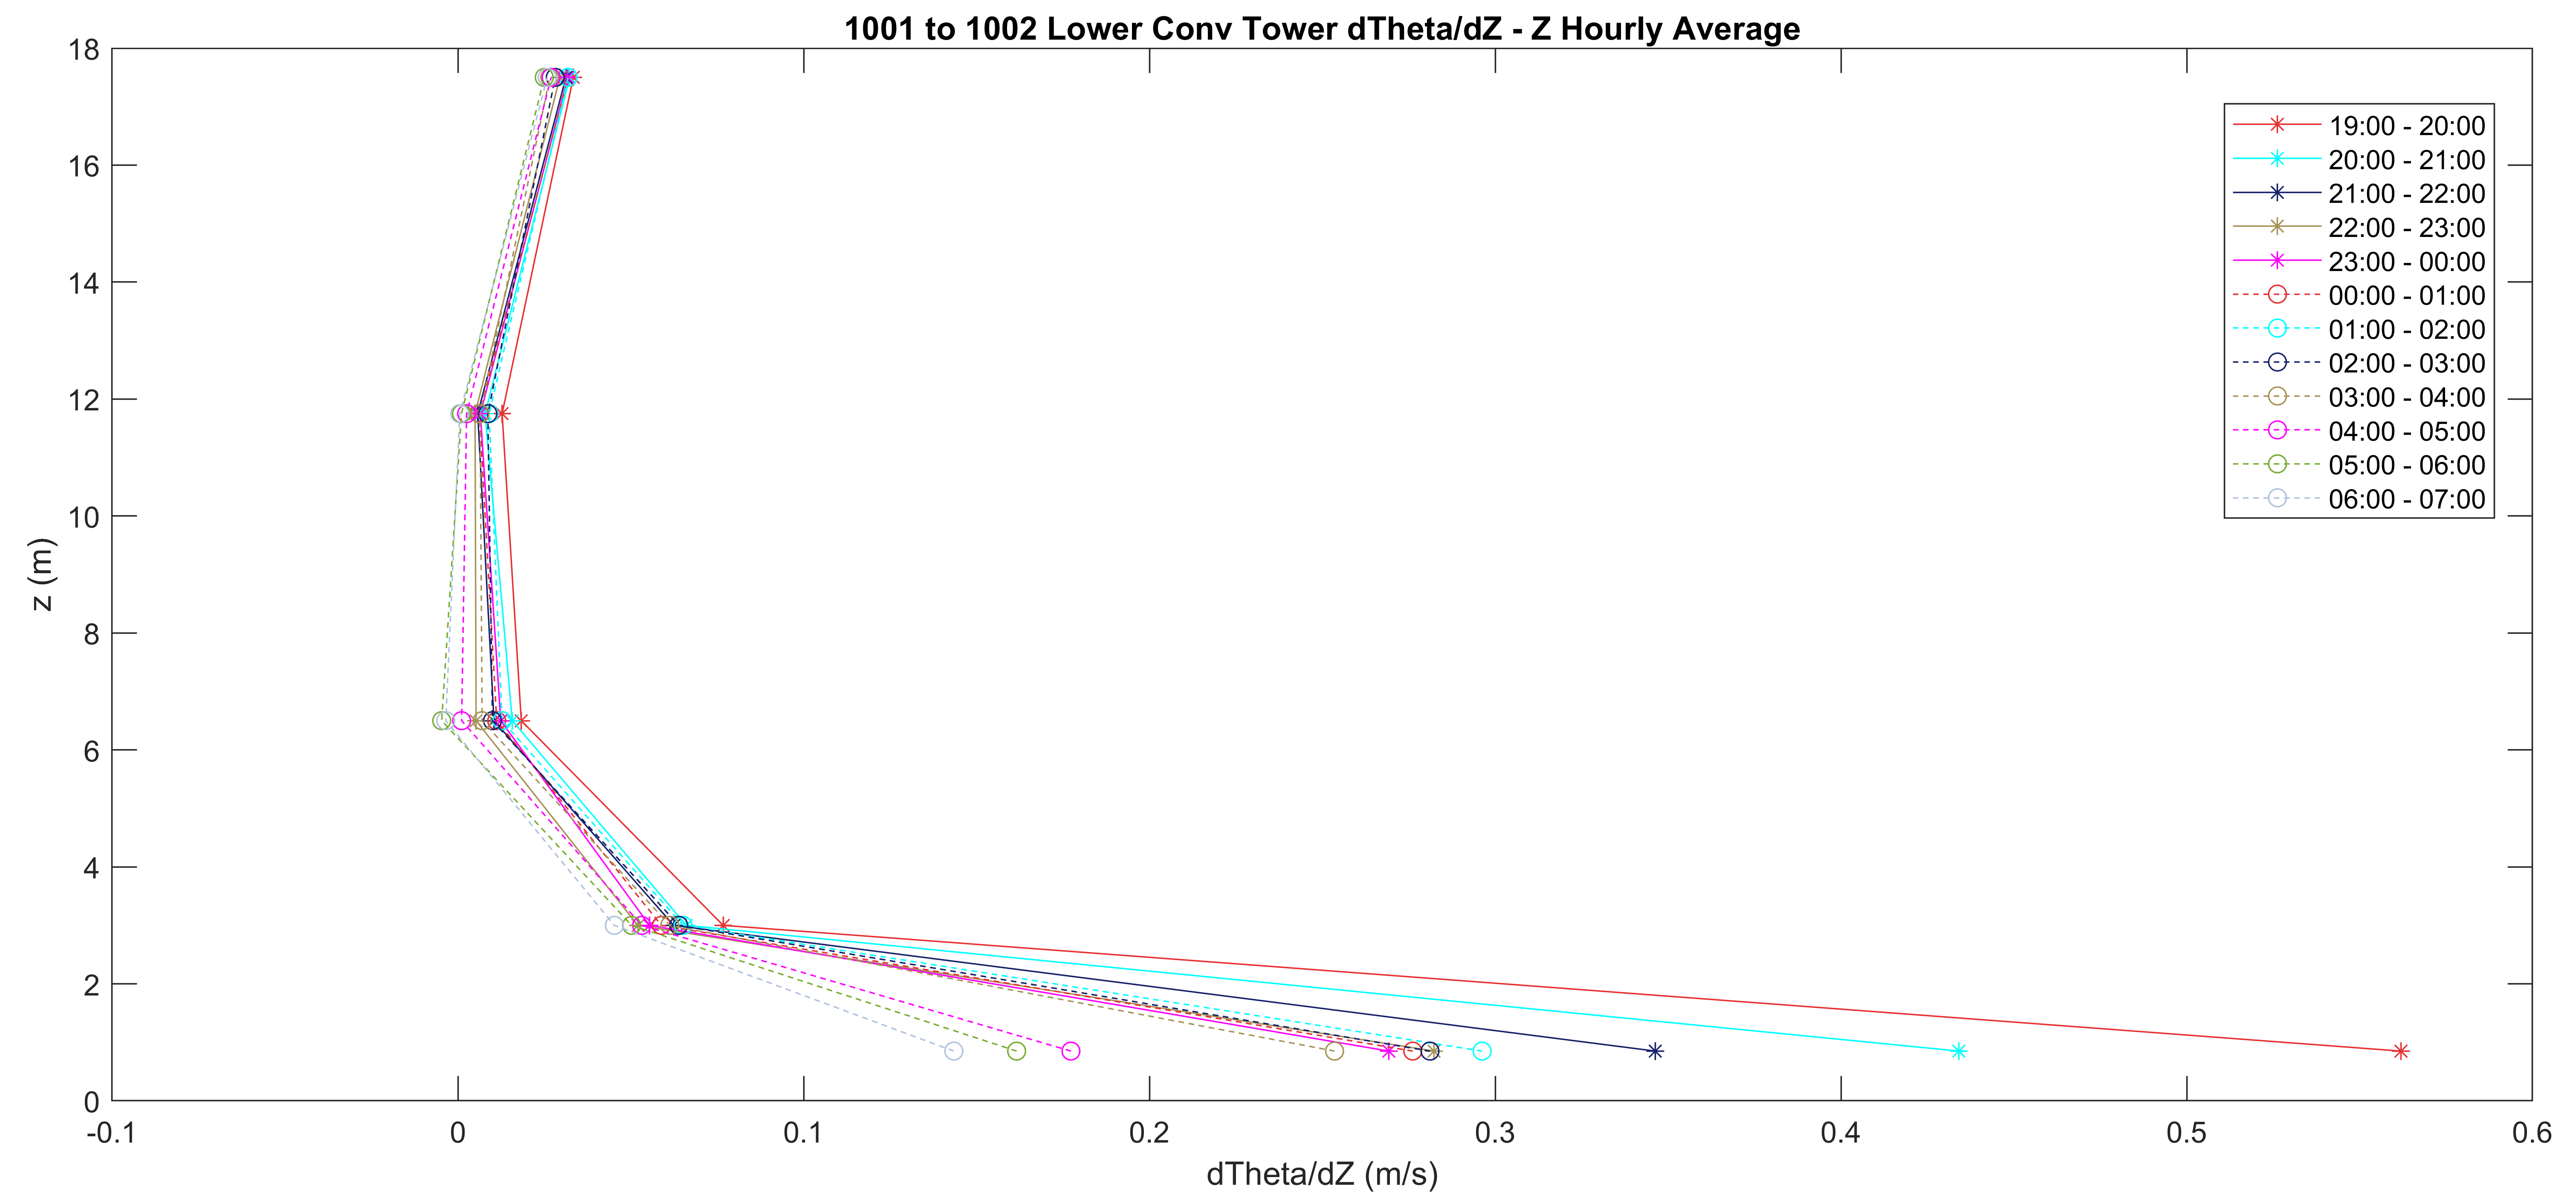 1001 to 1002 Lower Conv Tower dTheta/dZ - Z Hourly Average
18
16
14
12
10
8
6
4
2
0
z (m)
19:00 - 20:00
20:00 - 21:00
21:00 - 22:00
22:00 - 23:00
23:00 - 00:00
00:00 - 01:00
01:00 - 02:00
02:00 - 03:00
03:00 - 04:00
04:00 - 05:00
05:00 - 06:00
06:00 - 07:00
-0.1 0 0.1 0.2 0.3 0.4 0.5 0.6
dTheta/dZ (m/s)